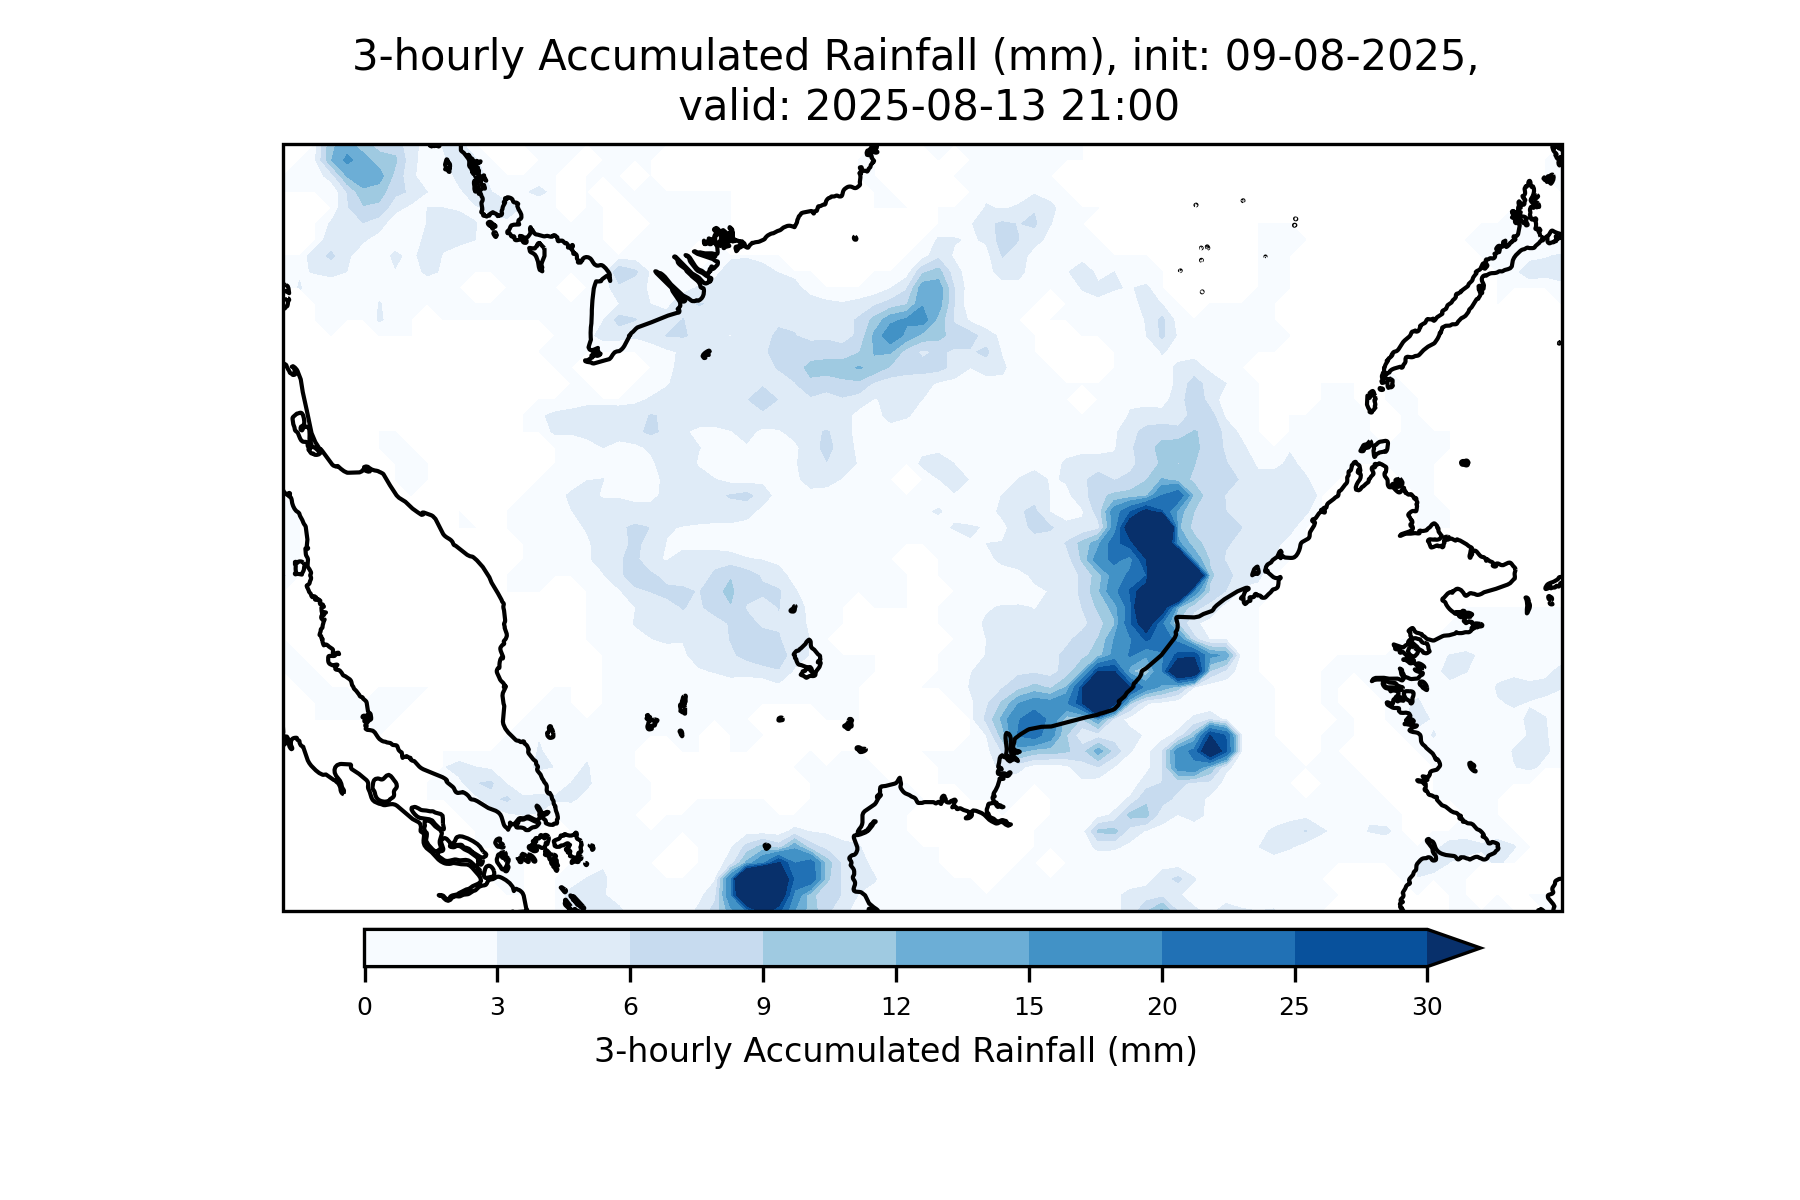 3-hourly Accumulated Rainfall (mm), init: 09-08-2025,
valid: 2025-08-13 21:00
0 3 6 9 12 15 20 25 30
3-hourly Accumulated Rainfall (mm)